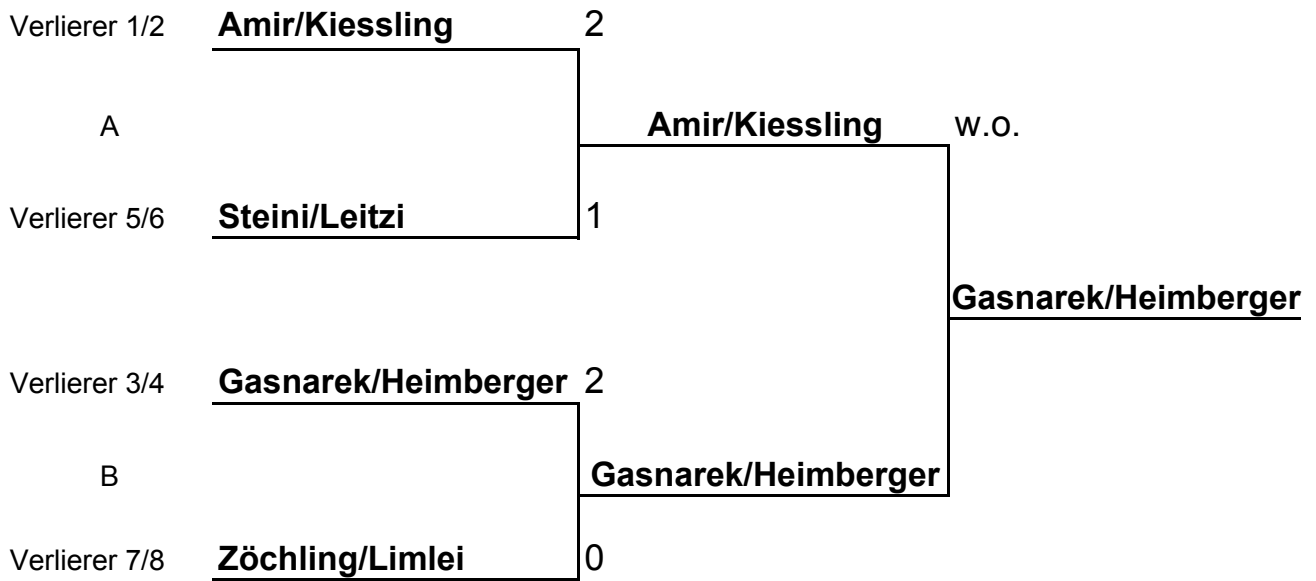 Verlierer 1/2 Amir/Kiessling 2
A Amir/Kiessling w.o.
Verlierer 5/6 Steini/Leitzi 1
Gasnarek/Heimberger
Verlierer 3/4 Gasnarek/Heimberger 2
B Gasnarek/Heimberger
Verlierer 7/8 Zöchling/Limlei 0